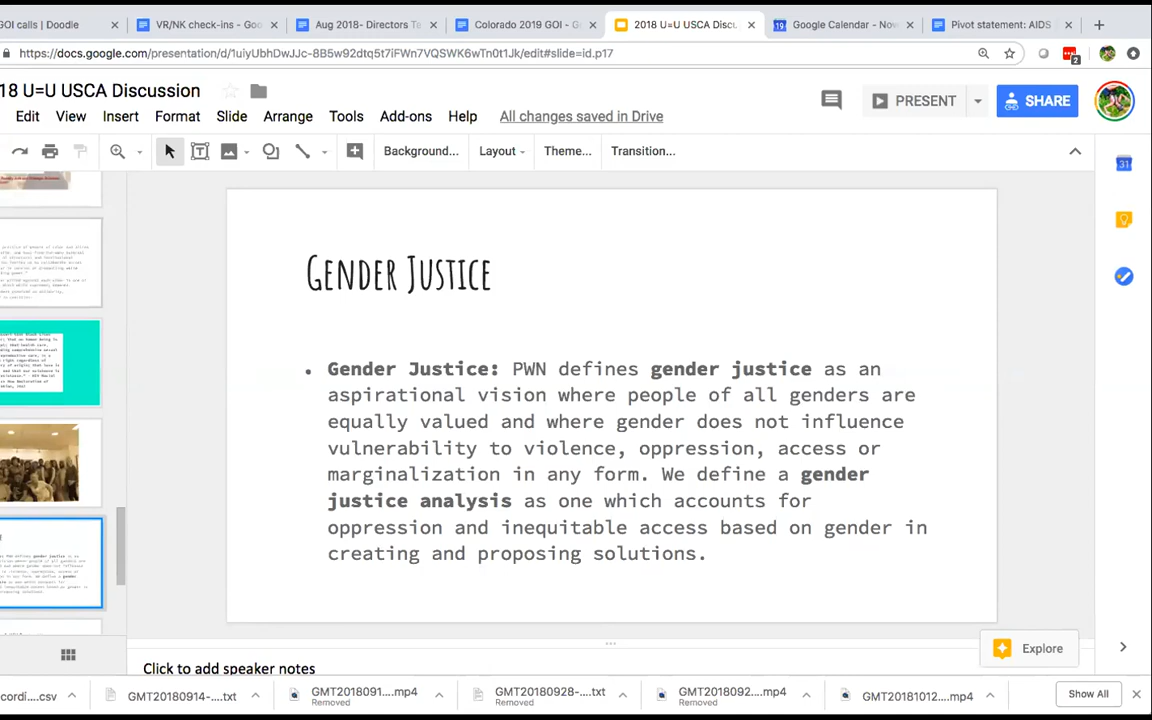 GOI calls | Doodle
VR/NK check-ins - Goo
Aug 2018- Directors To
Colorado 2019 GOI - G
2018 U=U USCA Discu
Google Calendar - Nov
Pivot statement: AIDS
https://docs.google.com/presentation/d/1uiyUbhDwJJc-8B5w92dtq5t7iFWn7VQSWK6wTn0t1Jk/edit#slide=id.p17
2
18 U=U USCA Discussion
PRESENT
SHARE
Edit View Insert Format Slide Arrange Tools Add-ons Help All changes saved in Drive
Background... Layout Theme... Transition...
31
GENDER JUSTICE
• Gender Justice: PWN defines gender justice as an
aspirational vision where people of all genders are
equally valued and where gender does not influence
vulnerability to violence, oppression, access or
marginalization in any form. We define a gender
justice analysis as one which accounts for
oppression and inequitable access based on gender in
creating and proposing solutions.
Explore
Click to add speaker notes
cordi....csv
GMT20180914-....txt
GMT2018091....mp4
Removed
GMT20180928-....txt
Removed
GMT2018092....mp4
Removed
GMT20181012....mp4
Show All